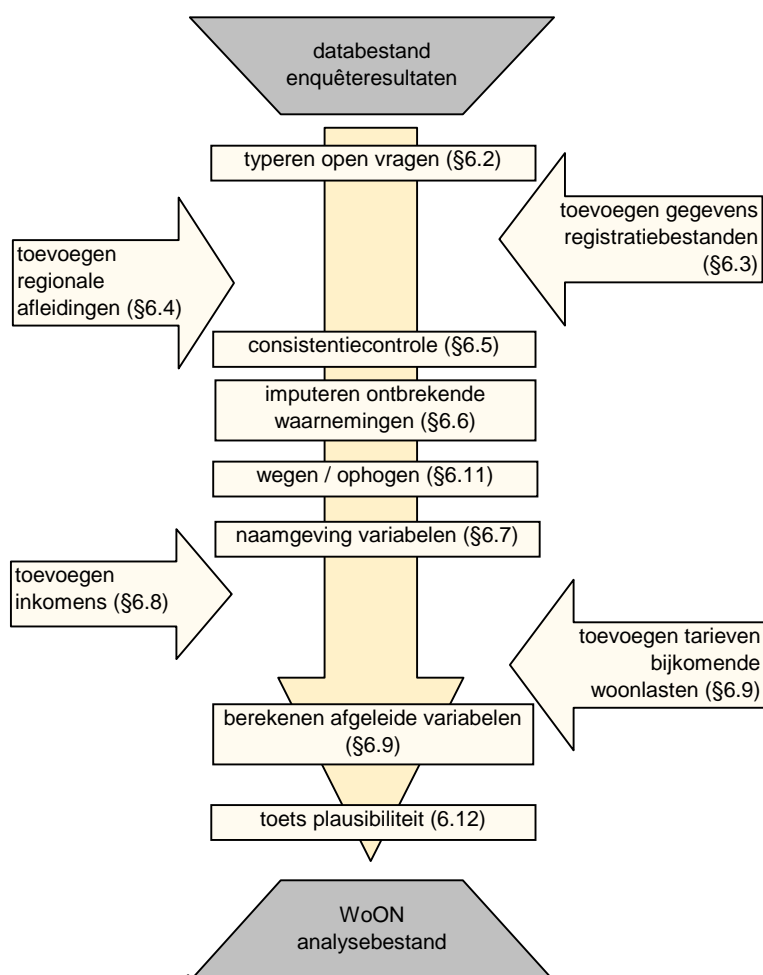 databestand
enquêteresultaten
typeren open vragen (§6.2)
toevoegen gegevens
registratiebestanden
(§6.3)
toevoegen
regionale
afleidingen (§6.4)
consistentiecontrole (§6.5)
imputeren ontbrekende
waarnemingen (§6.6)
wegen / ophogen (§6.11)
naamgeving variabelen (§6.7)
toevoegen
inkomens (§6.8)
toevoegen tarieven
bijkomende
woonlasten (§6.9)
berekenen afgeleide variabelen
(§6.9)
toets plausibiliteit (6.12)
WoON
analysebestand